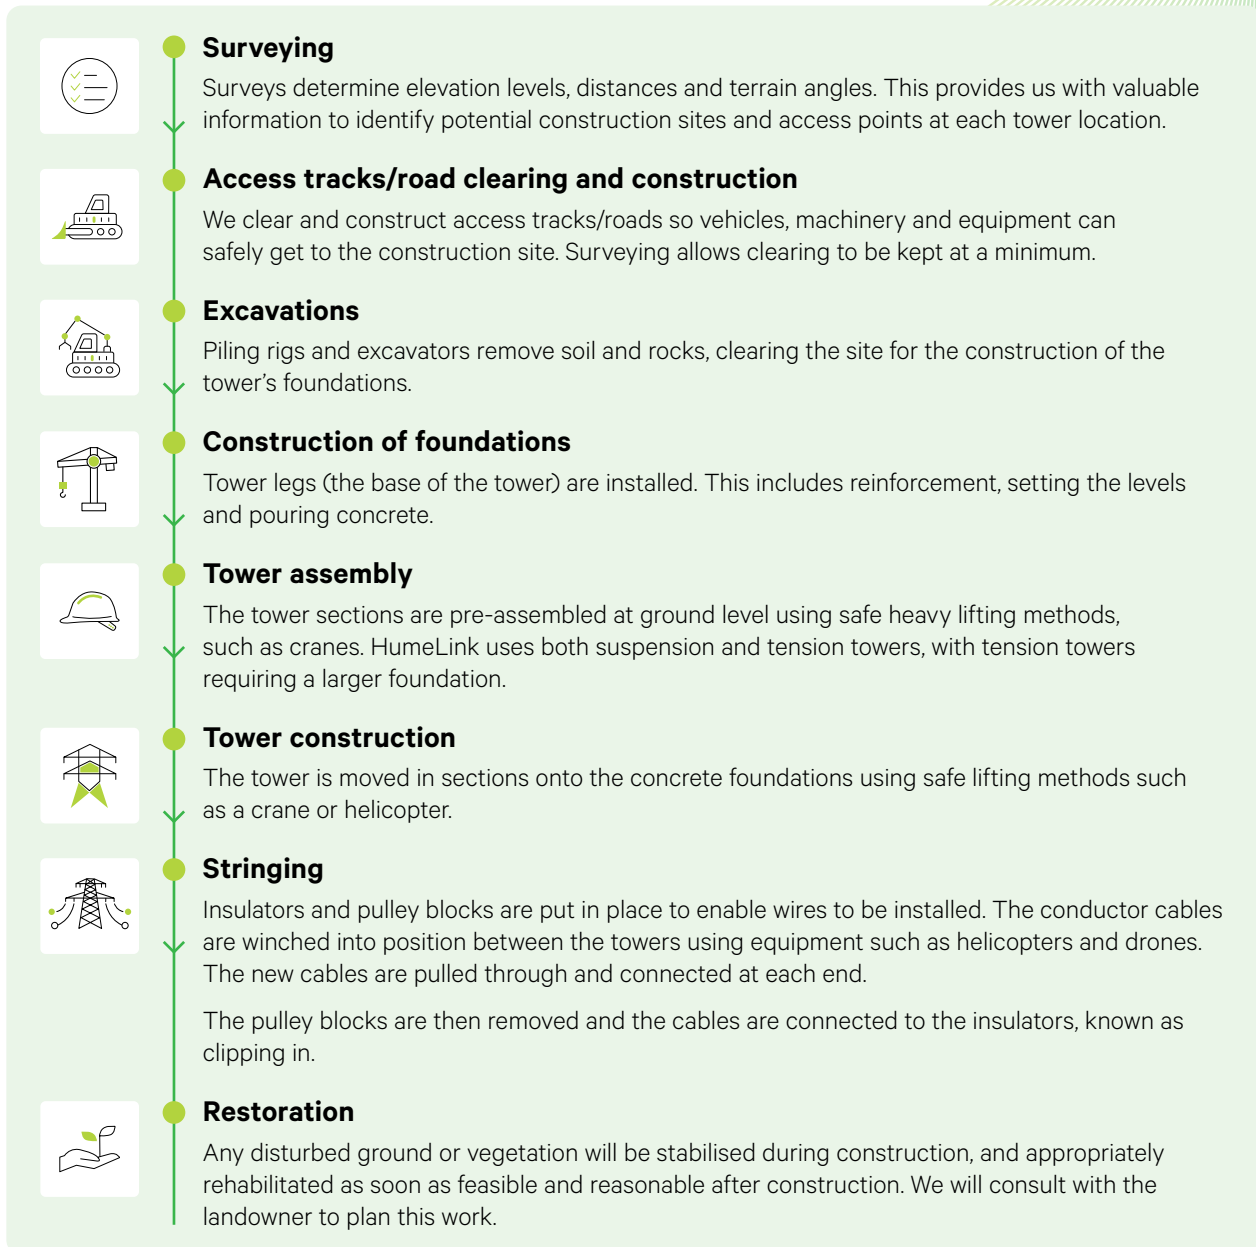 Surveying
Surveys determine elevation levels, distances and terrain angles. This provides us with valuable
information to identify potential construction sites and access points at each tower location.
Access tracks/road clearing and construction
We clear and construct access tracks/roads so vehicles, machinery and equipment can
safely get to the construction site. Surveying allows clearing to be kept at a minimum.
Excavations
Piling rigs and excavators remove soil and rocks, clearing the site for the construction of the
tower's foundations.
Construction of foundations
Tower legs (the base of the tower) are installed. This includes reinforcement, setting the levels
and pouring concrete.
Tower assembly
The tower sections are pre-assembled at ground level using safe heavy lifting methods,
such as cranes. HumeLink uses both suspension and tension towers, with tension towers
requiring a larger foundation.
Tower construction
The tower is moved in sections onto the concrete foundations using safe lifting methods such
as a crane or helicopter.
Stringing
Insulators and pulley blocks are put in place to enable wires to be installed. The conductor cables
are winched into position between the towers using equipment such as helicopters and drones.
The new cables are pulled through and connected at each end.
The pulley blocks are then removed and the cables are connected to the insulators, known as
clipping in.
Restoration
Any disturbed ground or vegetation will be stabilised during construction, and appropriately
rehabilitated as soon as feasible and reasonable after construction. We will consult with the
landowner to plan this work.